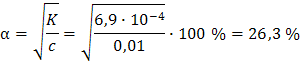 α = √(K/c) = √(6,9 · 10⁻⁴/0,01) · 100 % = 26,3 %